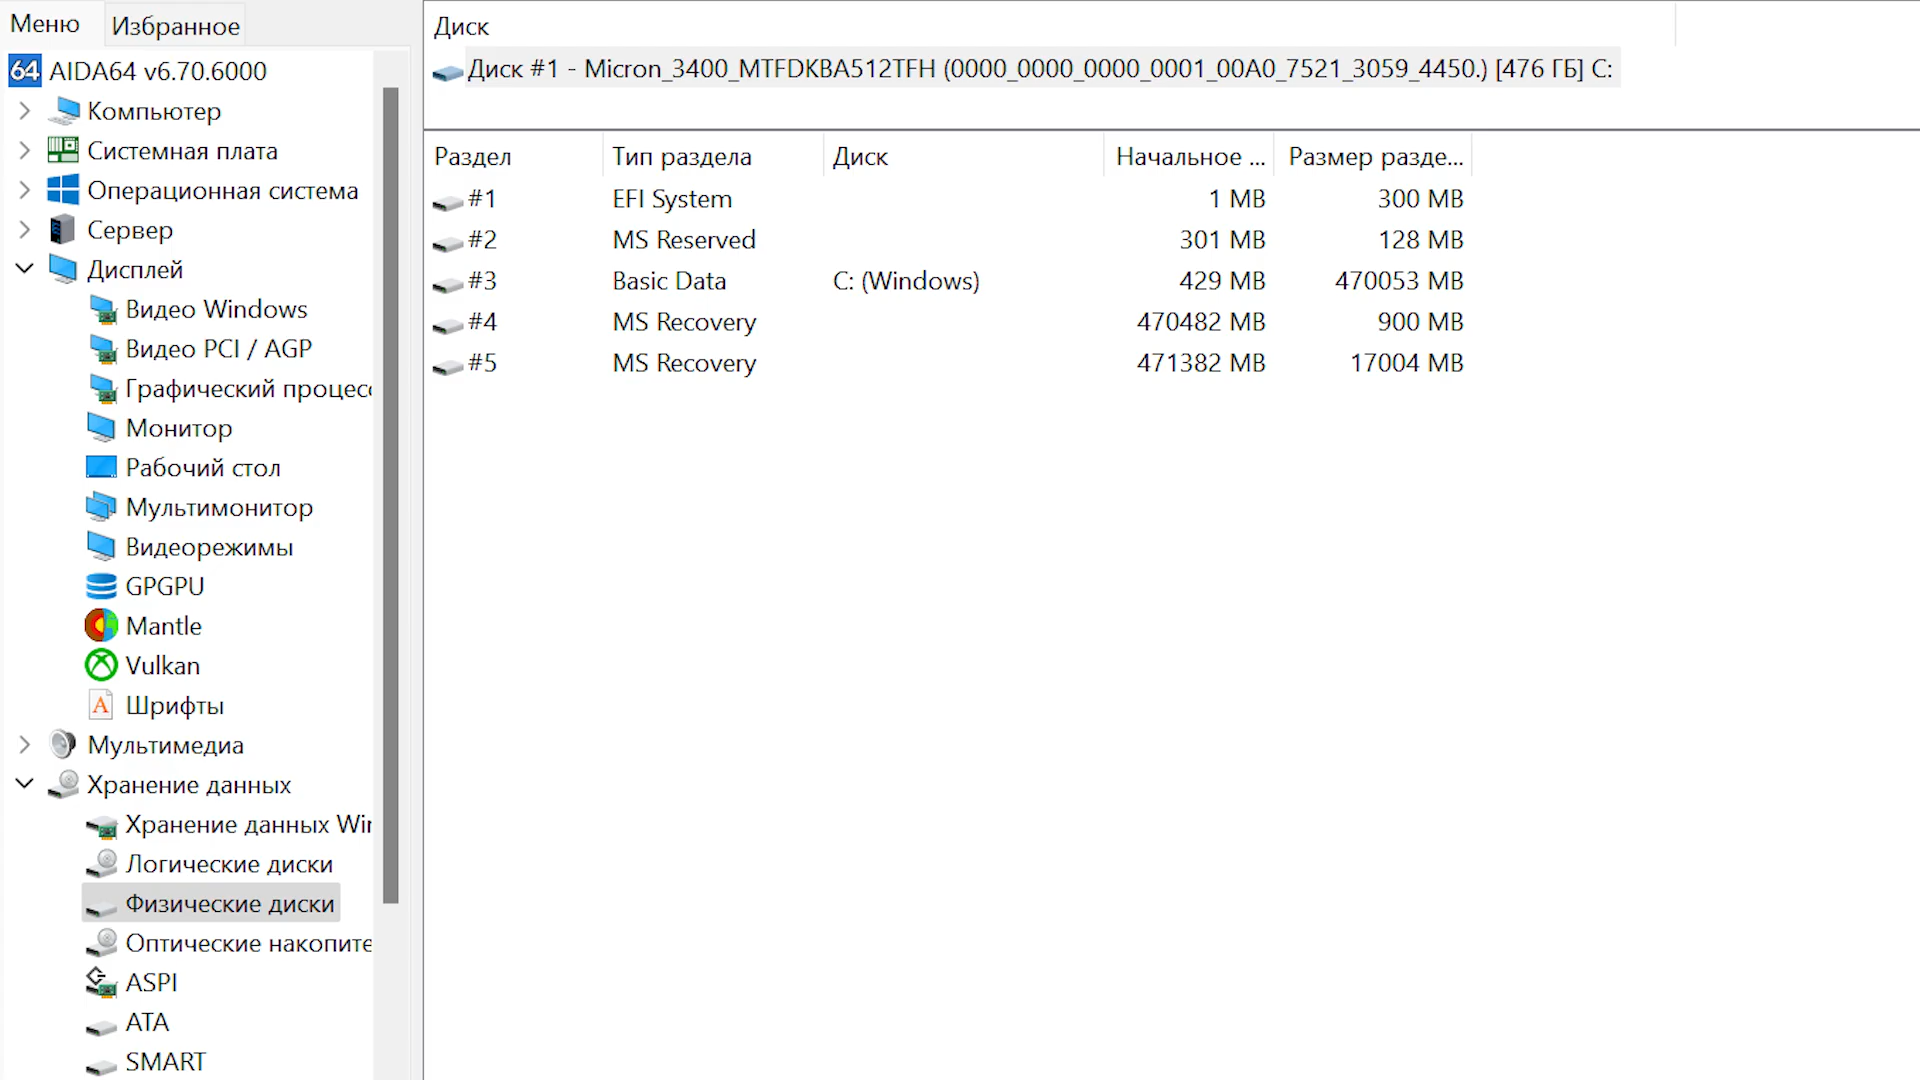 Меню Избранное
AIDA64 v6.70.6000
Компьютер
Системная плата
Операционная система
Сервер
Дисплей
Видео Windows
Видео PCI / AGP
Графический процесс
Монитор
Рабочий стол
Мультимонитор
Видеорежимы
GPGPU
Mantle
Vulkan
Шрифты
Мультимедиа
Хранение данных
Хранение данных Win
Логические диски
Физические диски
Оптические накопите
ASPI
ATA
SMART
Диск
Диск #1 - Micron_3400_MTFDKBA512TFH (0000_0000_0000_0001_00A0_7521_3059_4450.) [476 ГБ] C:
Раздел Тип раздела Диск Начальное ... Размер разде...
#1 EFI System 1 MB 300 MB
#2 MS Reserved 301 MB 128 MB
#3 Basic Data C: (Windows) 429 MB 470053 MB
#4 MS Recovery 470482 MB 900 MB
#5 MS Recovery 471382 MB 17004 MB